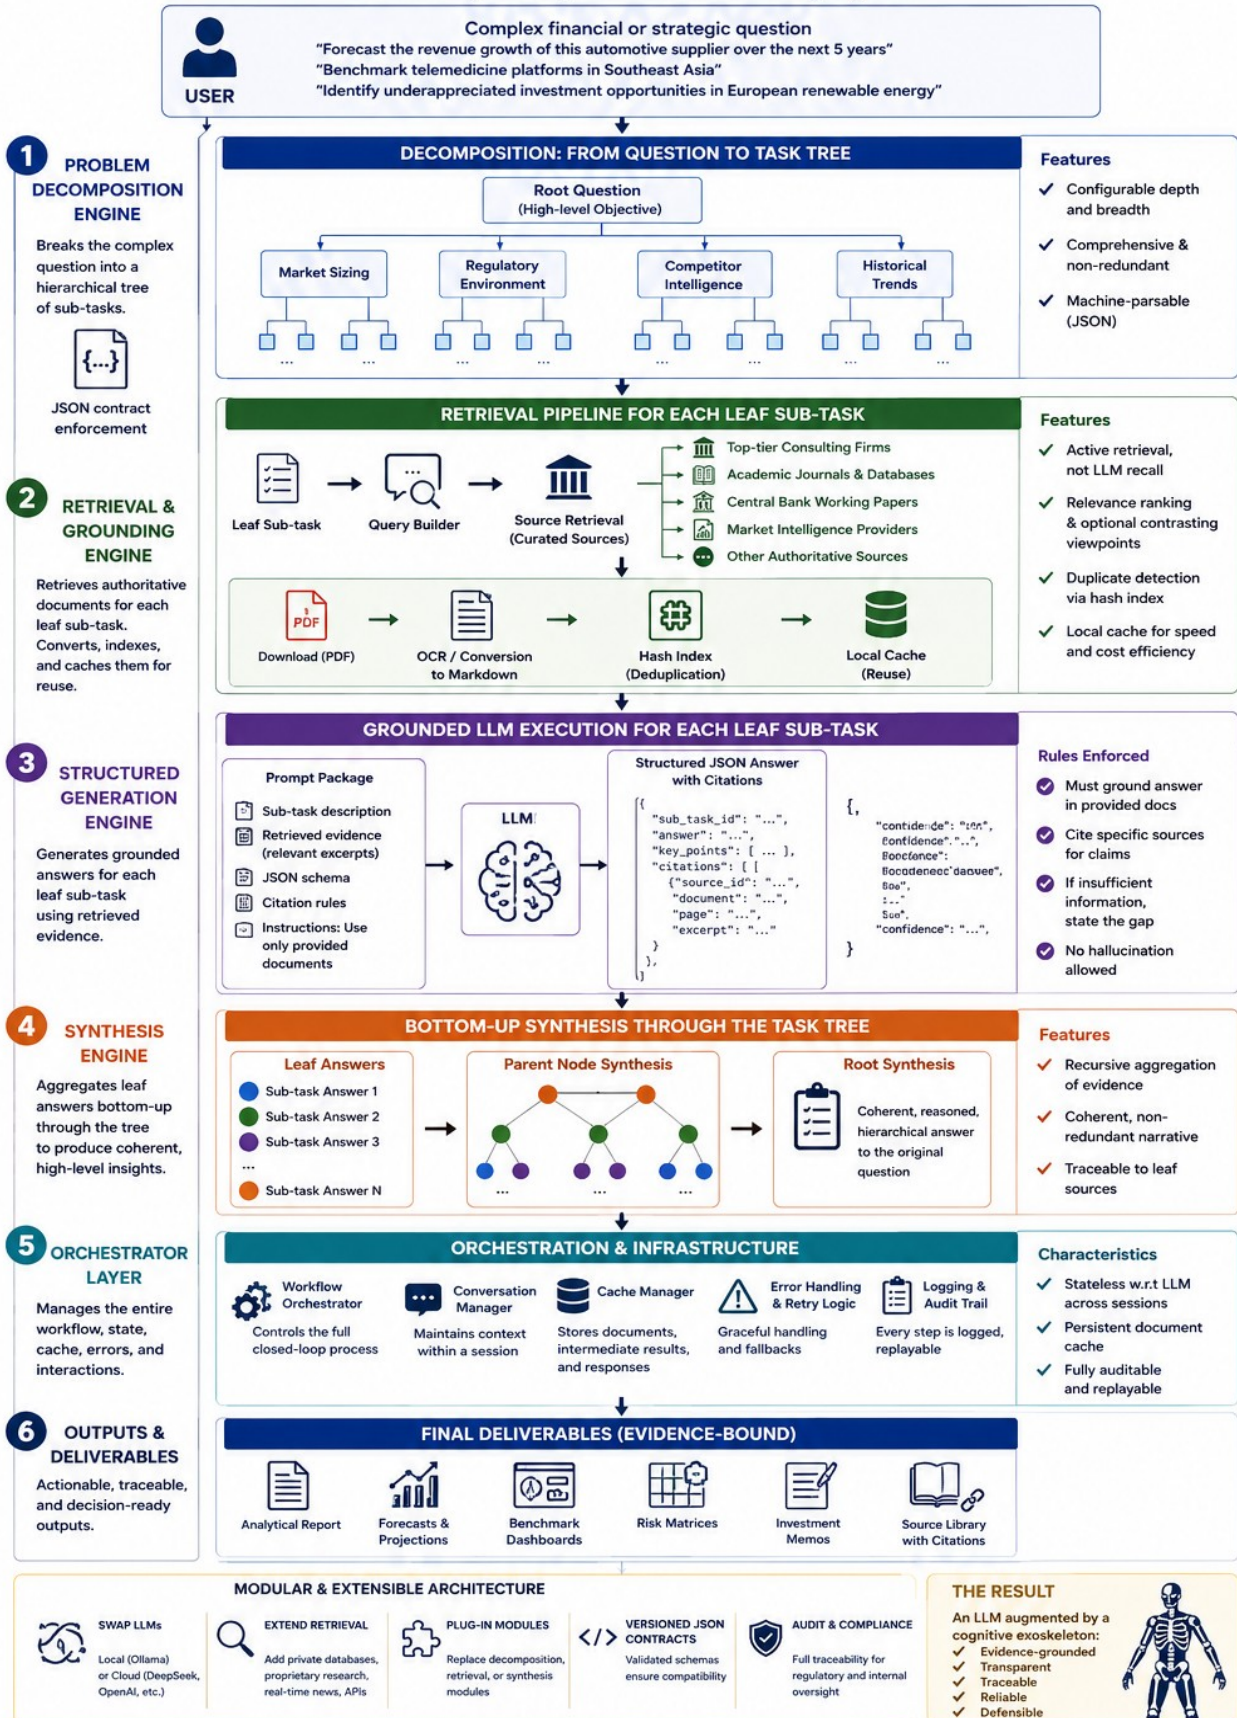 Complex financial or strategic question
"Forecast the revenue growth of this automotive supplier over the next 5 years"
"Benchmark telemedicine platforms in Southeast Asia"
"Identify underappreciated investment opportunities in European renewable energy"
USER
1
PROBLEM
DECOMPOSITION
ENGINE
Breaks the complex
question into a
hierarchical tree
of sub-tasks.
{...}
JSON contract
enforcement
DECOMPOSITION: FROM QUESTION TO TASK TREE
Root Question
(High-level Objective)
Market Sizing
Regulatory
Environment
Competitor
Intelligence
Historical
Trends
...
...
...
...
...
...
...
...
Features
Configurable depth
and breadth
Comprehensive &
non-redundant
Machine-parsable
(JSON)
2
RETRIEVAL &
GROUNDING
ENGINE
Retrieves authoritative
documents for each
leaf sub-task.
Converts, indexes,
and caches them for
reuse.
RETRIEVAL PIPELINE FOR EACH LEAF SUB-TASK
Leaf Sub-task
Query Builder
Source Retrieval
(Curated Sources)
Top-tier Consulting Firms
Academic Journals & Databases
Central Bank Working Papers
Market Intelligence Providers
Other Authoritative Sources
PDF
Download (PDF)
OCR / Conversion
to Markdown
Hash Index
(Deduplication)
Local Cache
(Reuse)
Features
Active retrieval,
not LLM recall
Relevance ranking
& optional contrasting
viewpoints
Duplicate detection
via hash index
Local cache for speed
and cost efficiency
3
STRUCTURED
GENERATION
ENGINE
Generates grounded
answers for each
leaf sub-task
using retrieved
evidence.
GROUNDED LLM EXECUTION FOR EACH LEAF SUB-TASK
Prompt Package
Sub-task description
Retrieved evidence
(relevant excerpts)
JSON schema
Citation rules
Instructions: Use
only provided
documents
LLM
Structured JSON Answer
with Citations
[{
"sub_task_id": "...",
"answer": "...",
"key_points": [ ... ],
"citations": [ [
{"source_id": "...",
"document": "...",
"page": "...",
"excerpt": "..."
}
},
]
{,
"confidence": "...",
}
Rules Enforced
Must ground answer
in provided docs
Cite specific sources
for claims
If insufficient
information,
state the gap
No hallucination
allowed
4
SYNTHESIS
ENGINE
Aggregates leaf
answers bottom-up
through the tree
to produce coherent,
high-level insights.
BOTTOM-UP SYNTHESIS THROUGH THE TASK TREE
Leaf Answers
Sub-task Answer 1
Sub-task Answer 2
Sub-task Answer 3
...
Sub-task Answer N
Parent Node Synthesis
...
...
...
Root Synthesis
Coherent, reasoned,
hierarchical answer
to the original
question
Features
Recursive aggregation
of evidence
Coherent, non-
redundant narrative
Traceable to leaf
sources
5
ORCHESTRATOR
LAYER
Manages the entire
workflow, state,
cache, errors, and
interactions.
ORCHESTRATION & INFRASTRUCTURE
Workflow
Orchestrator
Controls the full
closed-loop process
Conversation
Manager
Maintains context
within a session
Cache Manager
Stores documents,
intermediate results,
and responses
Error Handling
& Retry Logic
Graceful handling
and fallbacks
Logging &
Audit Trail
Every step is logged,
replayable
Characteristics
Stateless w.r.t LLM
across sessions
Persistent document
cache
Fully auditable
and replayable
6
OUTPUTS &
DELIVERABLES
Actionable, traceable,
and decision-ready
outputs.
FINAL DELIVERABLES (EVIDENCE-BOUND)
Analytical Report
Forecasts &
Projections
Benchmark
Dashboards
Risk Matrices
Investment
Memos
Source Library
with Citations
MODULAR & EXTENSIBLE ARCHITECTURE
SWAP LLMs
Local (Ollama)
or Cloud (DeepSeek,
OpenAI, etc.)
EXTEND RETRIEVAL
Add private databases,
proprietary research,
real-time news, APIs
PLUG-IN MODULES
Replace decomposition,
retrieval, or synthesis
modules
</>
VERSIONED JSON
CONTRACTS
Validated schemas
ensure compatibility
AUDIT & COMPLIANCE
Full traceability for
regulatory and internal
oversight
THE RESULT
An LLM augmented by a
cognitive exoskeleton:
Evidence-grounded
Transparent
Traceable
Reliable
Defensible